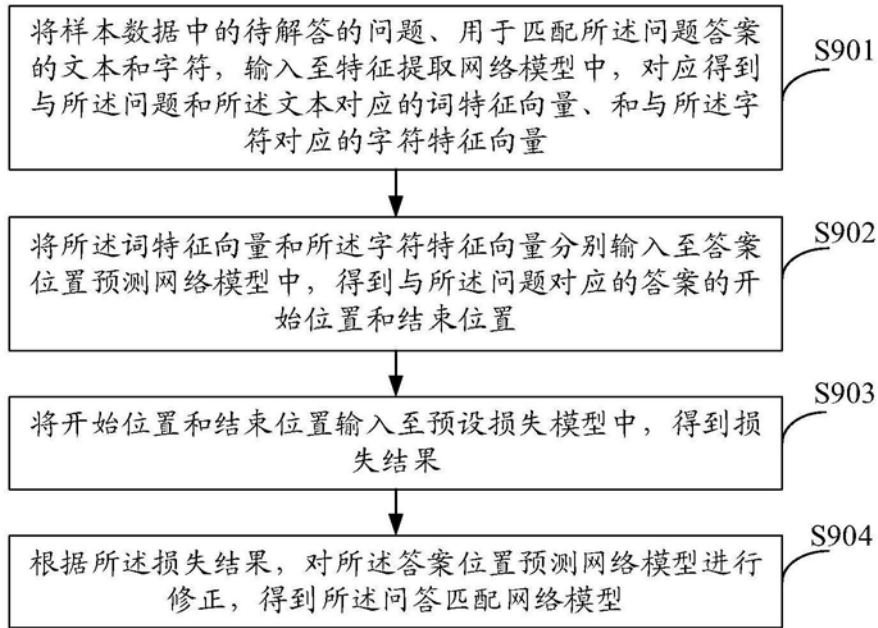 将样本数据中的待解答的问题、用于匹配所述问题答案
的文本和字符，输入至特征提取网络模型中，对应得到
与所述问题和所述文本对应的词特征向量、和与所述字
符对应的字符特征向量
S901
将所述词特征向量和所述字符特征向量分别输入至答案
位置预测网络模型中，得到与所述问题对应的答案的开
始位置和结束位置
S902
将开始位置和结束位置输入至预设损失模型中，得到损
失结果
S903
根据所述损失结果，对所述答案位置预测网络模型进行
修正，得到所述问答匹配网络模型
S904